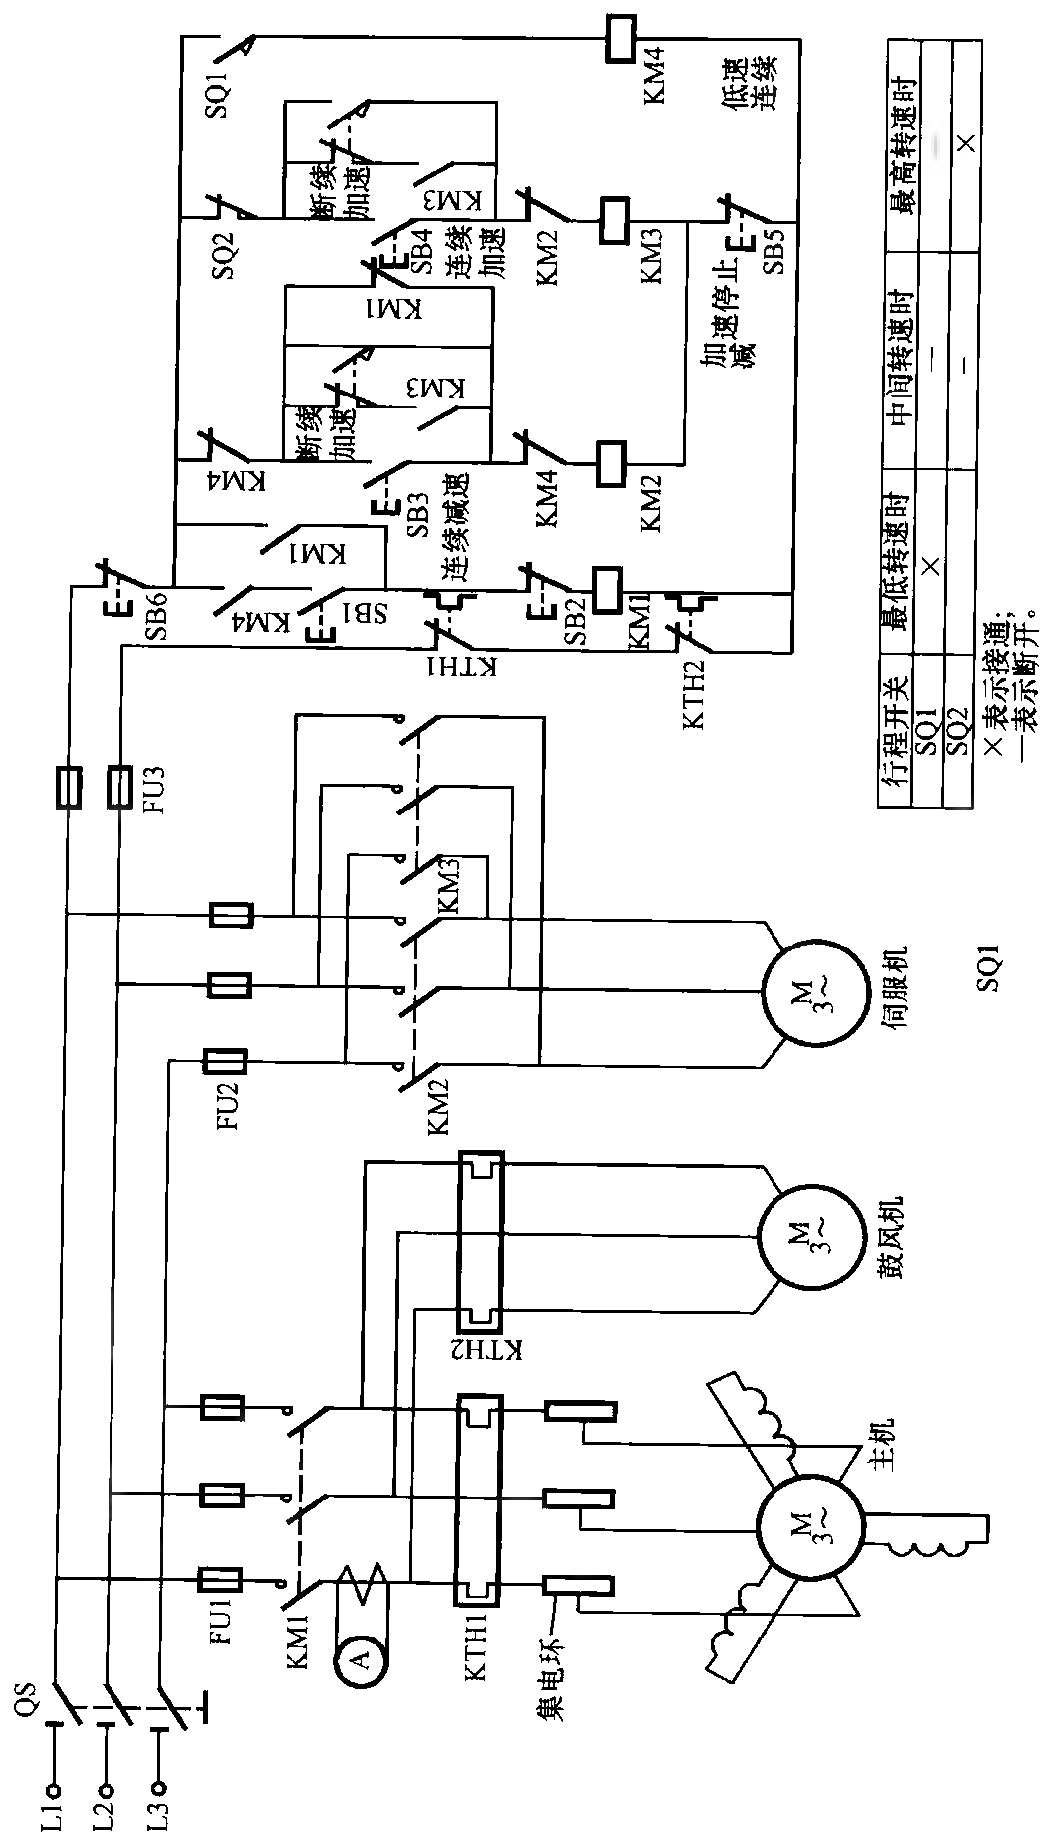 L1
L2
L3
QS
FU1
KM1
A
KTH1
集电环
M
3~
主机
KTH2
M
3~
鼓风机
FU2
KM2
KM3
M
3~
伺服机
SQ1
FU3
SB6
KM4
KM1
SB1
KTH1
SB2
KM1
KTH2
KM4
断续
加速
KM3
SB3
连续减速
KM4
KM2
KM1
SQ2
断续
加速
KM3
SB4
连续
加速
KM2
KM3
加速停止
减
SB5
SQ1
KM4
低速
连续
行程开关 最低转速时 中间转速时 最高转速时
SQ1 × — —
SQ2 — ×
×表示接通；
—表示断开。